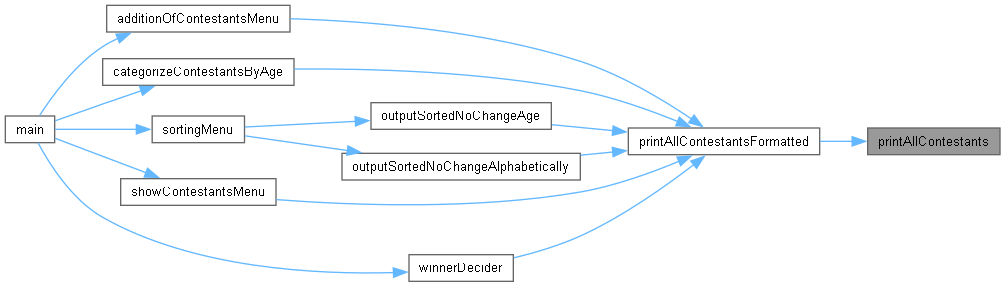 additionOfContestantsMenu
categorizeContestantsByAge
main
sortingMenu
outputSortedNoChangeAge
printAllContestantsFormatted
printAllContestants
outputSortedNoChangeAlphabetically
showContestantsMenu
winnerDecider